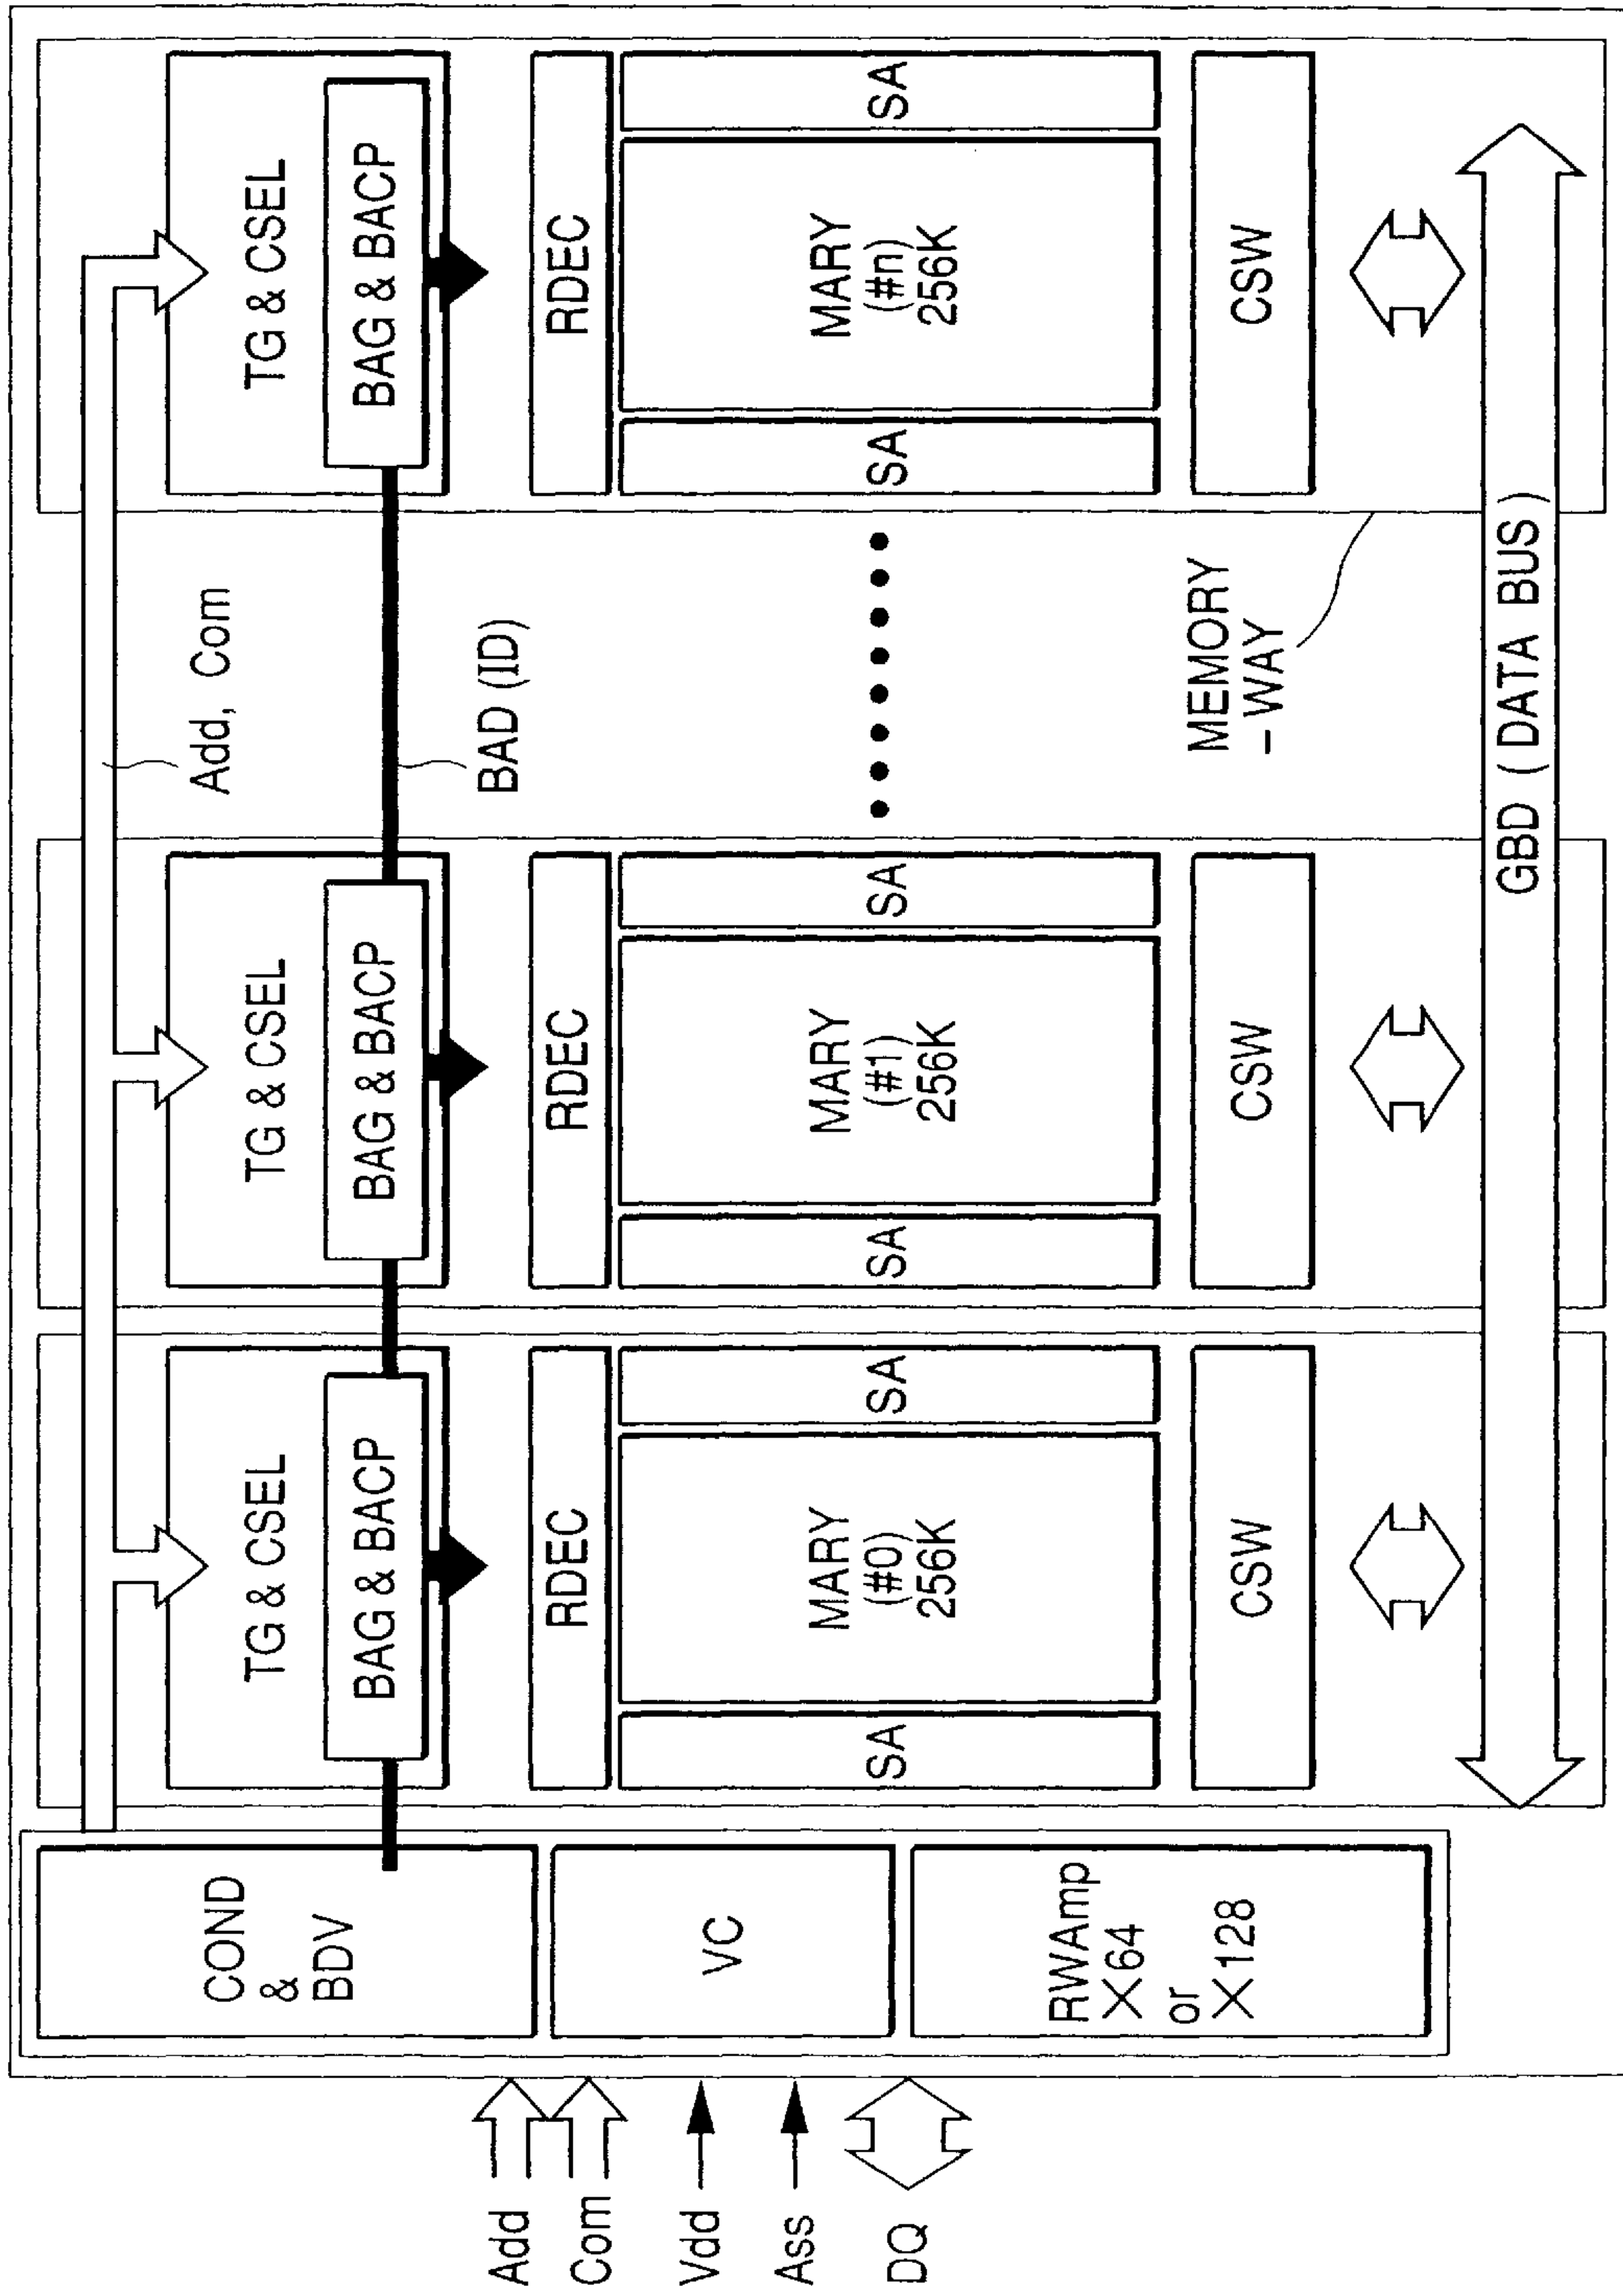 Add
Com
Vdd
Ass
DQ
COND
&
BDV
VC
RWAmp
×64
or
×128
Add, Com
BAD (ID)
TG & CSEL
BAG & BACP
RDEC
SA
MARY
(#0)
256K
SA
CSW
TG & CSEL
BAG & BACP
RDEC
SA
MARY
(#1)
256K
SA
CSW
TG & CSEL
BAG & BACP
RDEC
SA
MARY
(#n)
256K
SA
CSW
MEMORY
-WAY
GBD (DATA BUS)